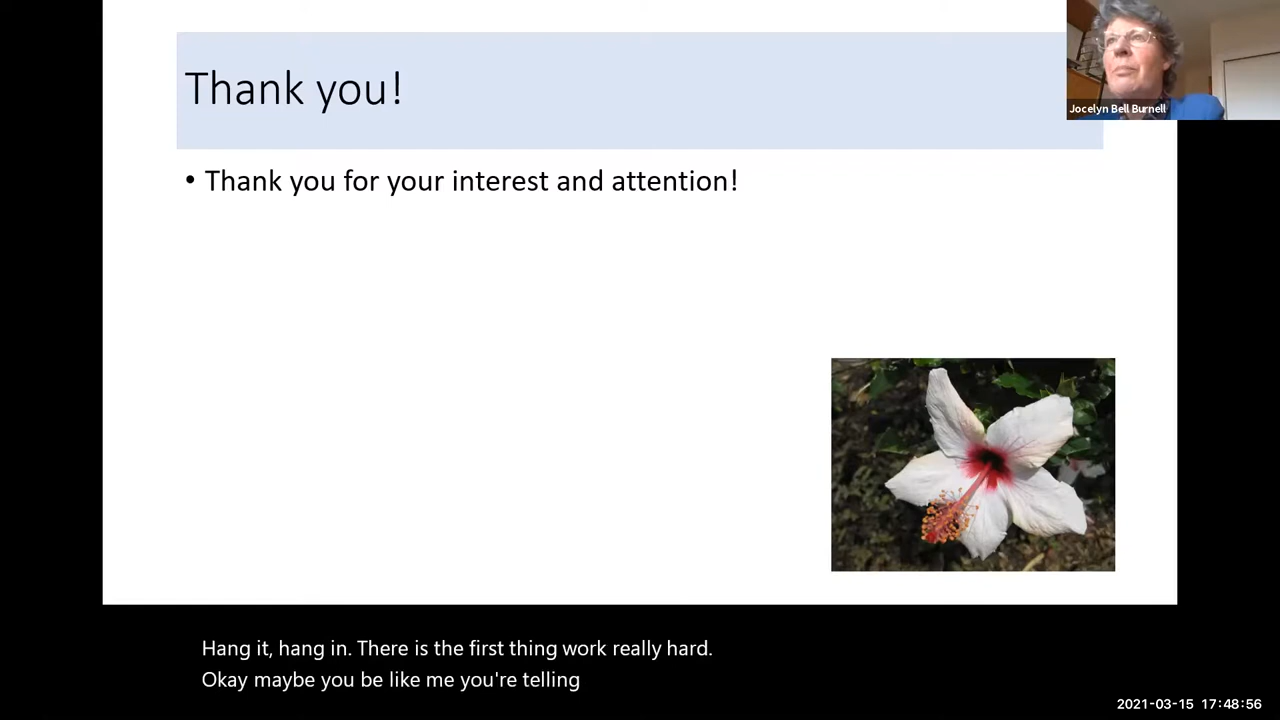 Thank you!
• Thank you for your interest and attention!
Jocelyn Bell Burnell
Hang it, hang in. There is the first thing work really hard.
Okay maybe you be like me you're telling
2021-03-15 17:48:56